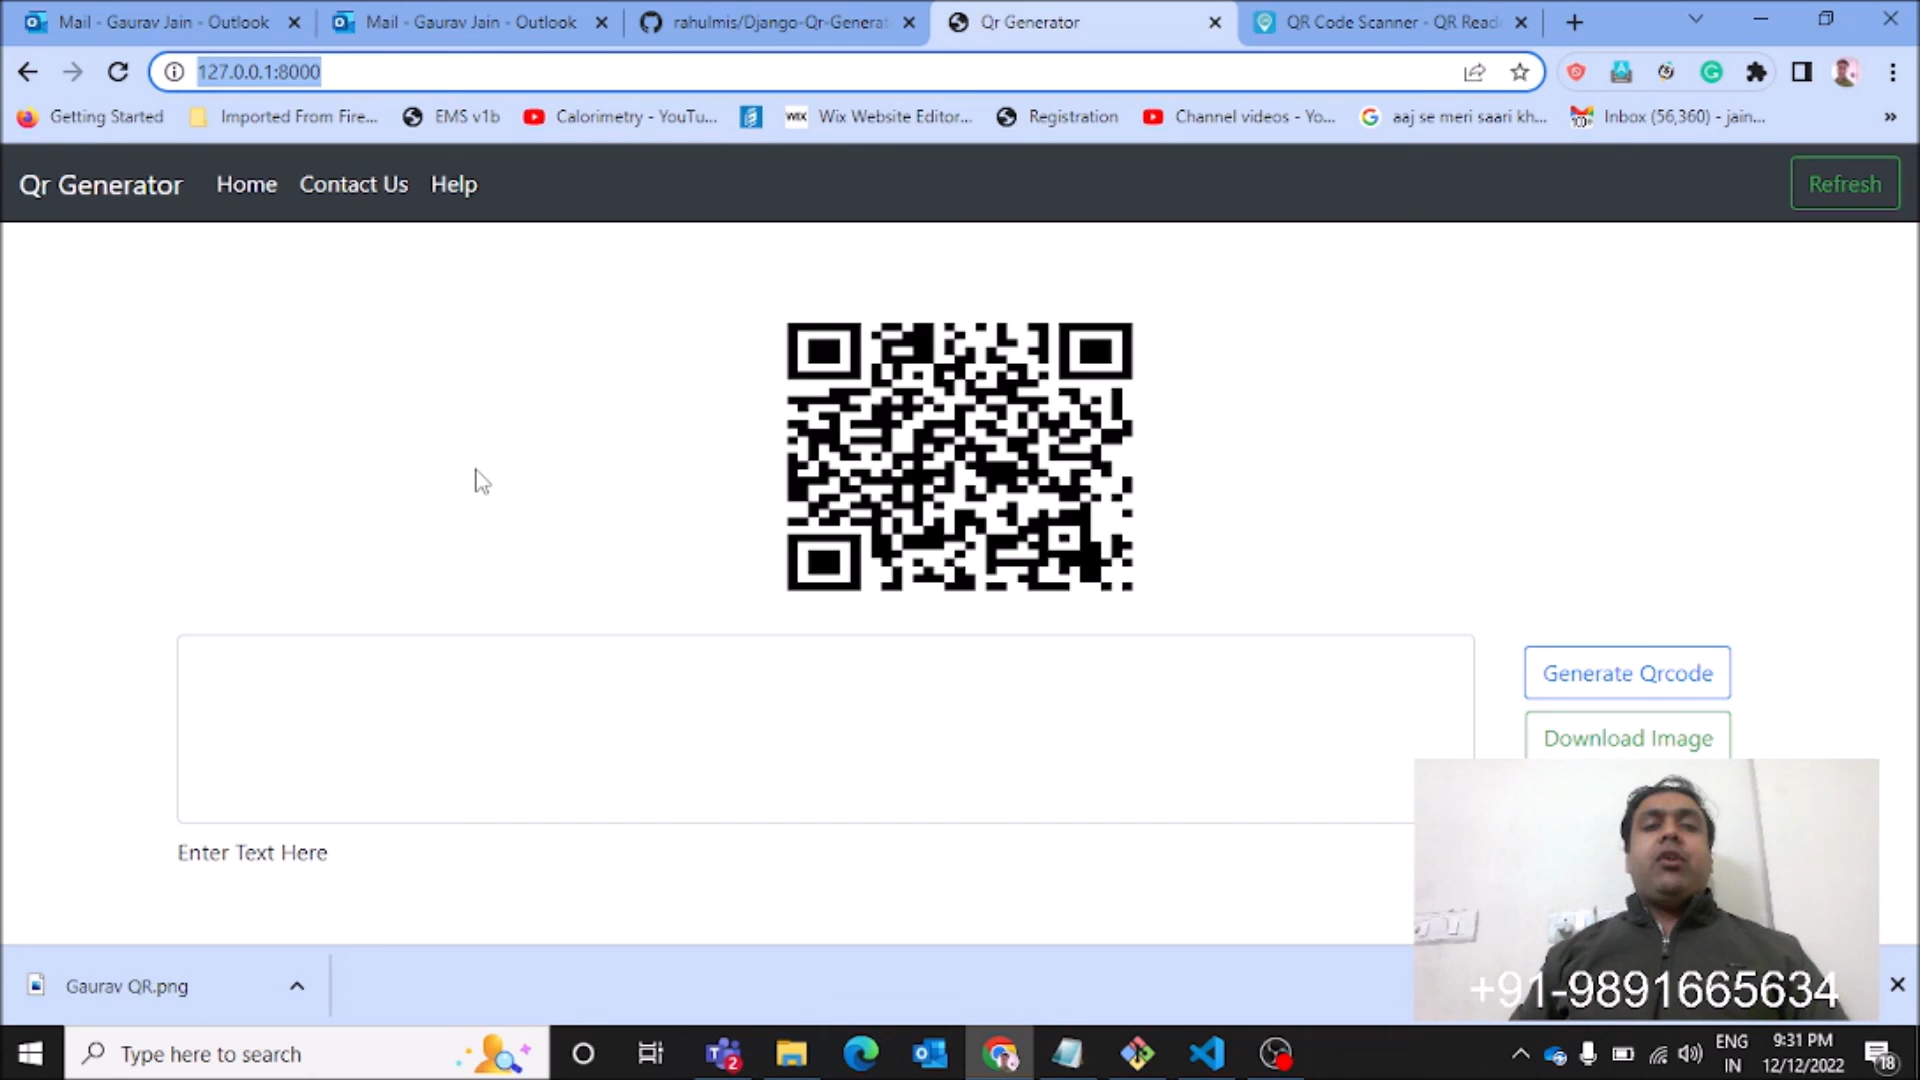 Mail - Gaurav Jain - Outlook
Mail - Gaurav Jain - Outlook
rahulmis/Django-Qr-Generat
Qr Generator
QR Code Scanner - QR Read
127.0.0.1:8000
Getting Started
Imported From Fire...
EMS v1b
Calorimetry - YouTu...
WIX
Wix Website Editor...
Registration
Channel videos - Yo...
aaj se meri saari kh...
Inbox (56,360) - jain...
»
Qr Generator
Home
Contact Us
Help
Refresh
Generate Qrcode
Download Image
Enter Text Here
+91-9891665634
Gaurav QR.png
Type here to search
2
ENG
IN
9:31 PM
12/12/2022
18